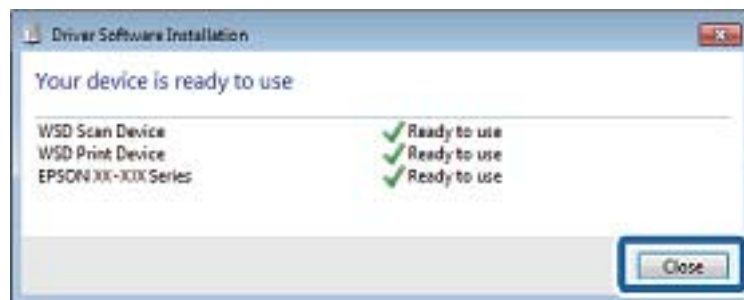 Driver Software Installation
Your device is ready to use
WSD Scan Device Ready to use
WSD Print Device Ready to use
EPSON XX-XXX Series Ready to use
Close